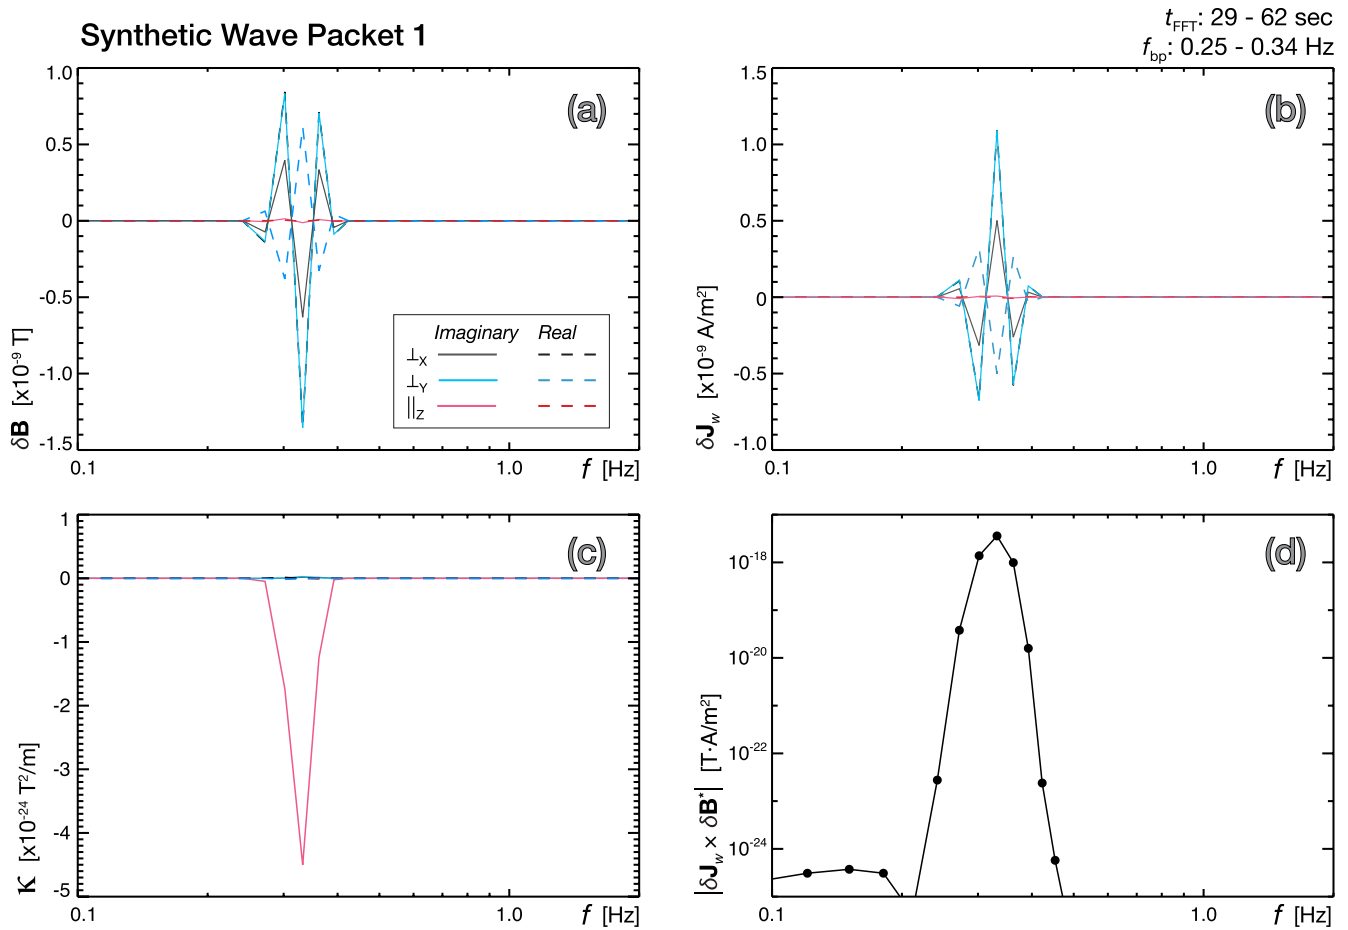 Synthetic Wave Packet 1
t_FFT: 29 - 62 sec
f_bp: 0.25 - 0.34 Hz
(a)
1.0
0.5
0
-0.5
-1.0
-1.5
δB [x10⁻⁹ T]
Imaginary Real
⊥X
⊥Y
||Z
0.1 1.0 f [Hz]
(b)
1.5
1.0
0.5
0
-0.5
-1.0
δJ_w [x10⁻⁹ A/m²]
0.1 1.0 f [Hz]
(c)
1
0
-1
-2
-3
-4
-5
K [x10⁻²⁴ T²/m]
0.1 1.0 f [Hz]
(d)
10⁻¹⁸
10⁻²⁰
10⁻²²
10⁻²⁴
|δJ_w × δB*| [T·A/m²]
0.1 1.0 f [Hz]